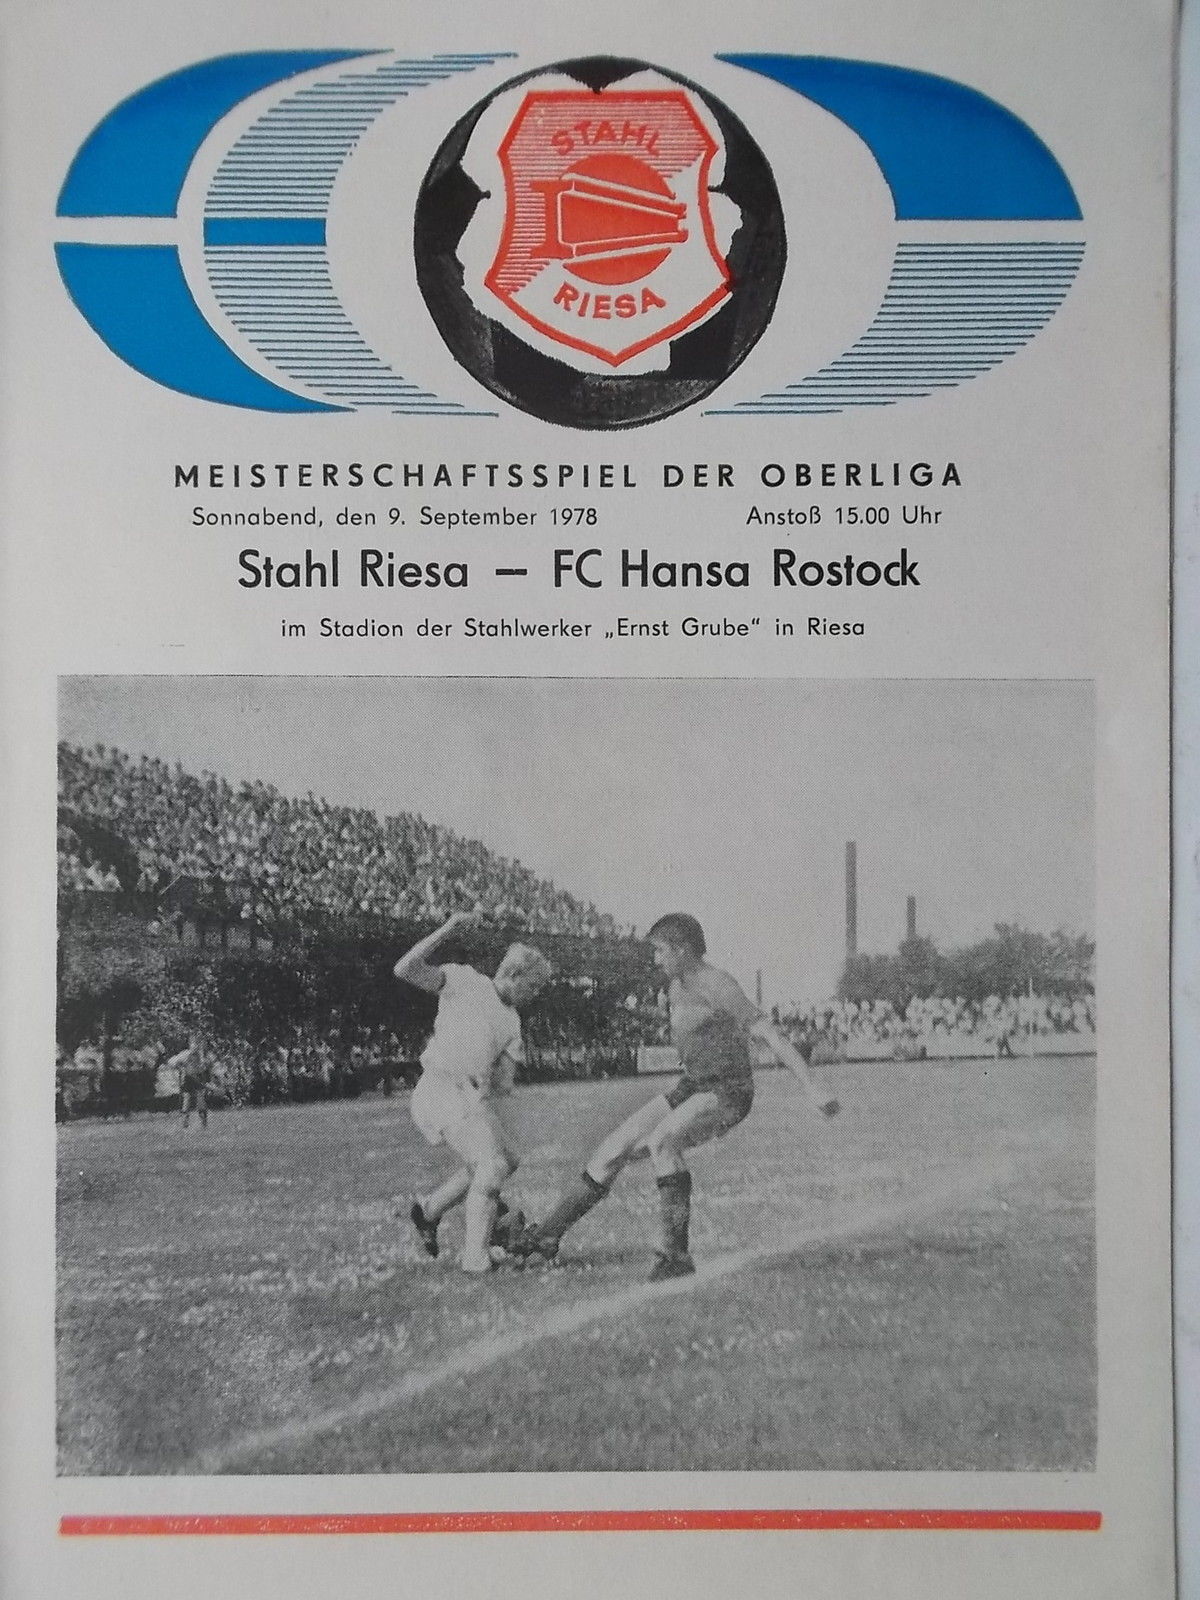 STAHL
RIESA
MEISTERSCHAFTSSPIEL DER OBERLIGA
Sonnabend, den 9. September 1978 Anstoß 15.00 Uhr
Stahl Riesa — FC Hansa Rostock
im Stadion der Stahlwerker „Ernst Grube“ in Riesa